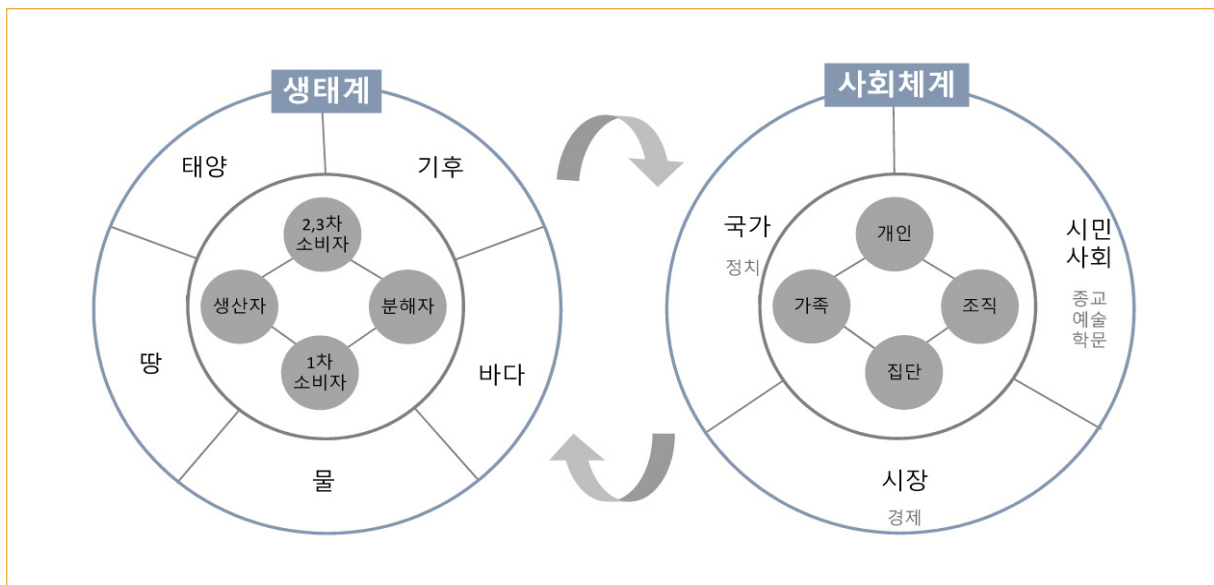 생태계
태양
기후
2,3차
소비자
생산자
분해자
1차
소비자
땅
바다
물
사회체계
국가
정치
개인
시민
사회
종교
예술
학문
가족
조직
집단
시장
경제